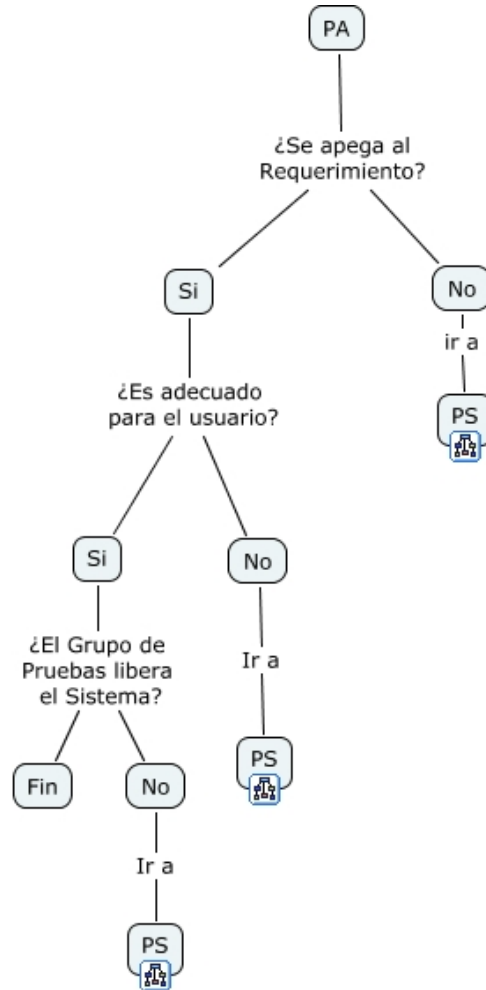 PA
¿Se apega al
Requerimiento?
Si
No
ir a
PS
¿Es adecuado
para el usuario?
Si
No
Ir a
PS
¿El Grupo de
Pruebas libera
el Sistema?
Fin
No
Ir a
PS